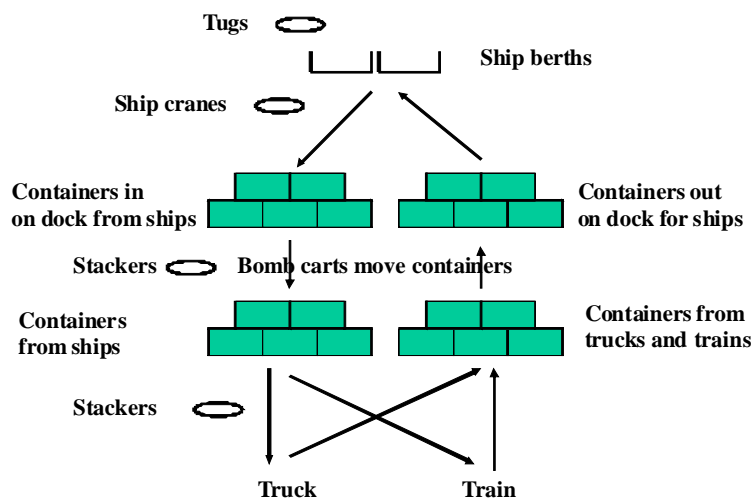 Tugs
Ship berths
Ship cranes
Containers in
on dock from ships
Containers out
on dock for ships
Stackers
Bomb carts move containers
Containers
from ships
Containers from
trucks and trains
Stackers
Truck
Train